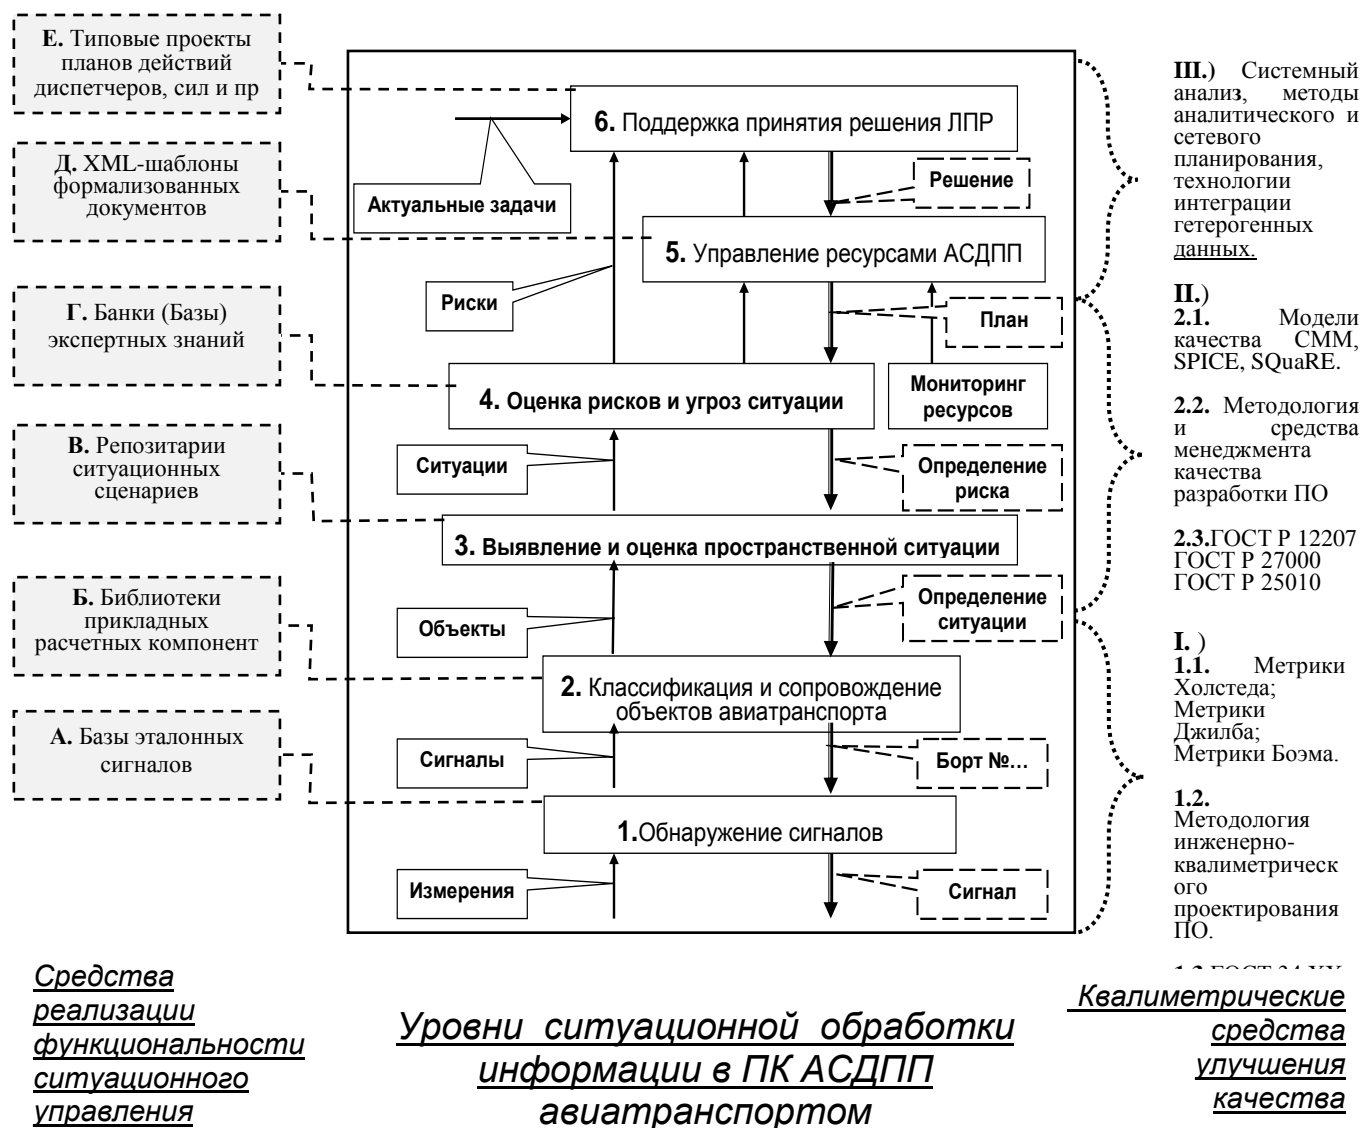 Е. Типовые проекты
планов действий
диспетчеров, сил и пр
Д. XML-шаблоны
формализованных
документов
Г. Банки (Базы)
экспертных знаний
В. Репозитарии
ситуационных
сценариев
Б. Библиотеки
прикладных
расчетных компонент
А. Базы эталонных
сигналов
Средства
реализации
функциональности
ситуационного
управления
6. Поддержка принятия решения ЛПР
Актуальные задачи
Решение
5. Управление ресурсами АСДПП
Риски
План
4. Оценка рисков и угроз ситуации
Мониторинг
ресурсов
Ситуации
Определение
риска
3. Выявление и оценка пространственной ситуации
Объекты
Определение
ситуации
2. Классификация и сопровождение
объектов авиатранспорта
Сигналы
Борт №...
1.Обнаружение сигналов
Измерения
Сигнал
Уровни ситуационной обработки
информации в ПК АСДПП
авиатранспортом
III.) Системный
анализ, методы
аналитического и
сетевого
планирования,
технологии
интеграции
гетерогенных
данных.
II.)
2.1. Модели
качества CMM,
SPICE, SQuaRE.
2.2. Методология
и средства
менеджмента
качества
разработки ПО
2.3.ГОСТ Р 12207
ГОСТ Р 27000
ГОСТ Р 25010
I. )
1.1. Метрики
Холстеда;
Метрики
Джилба;
Метрики Боэма.
1.2.
Методология
инженерно-
квалиметрическ
ого
проектирования
ПО.
Квалиметрические
средства
улучшения
качества